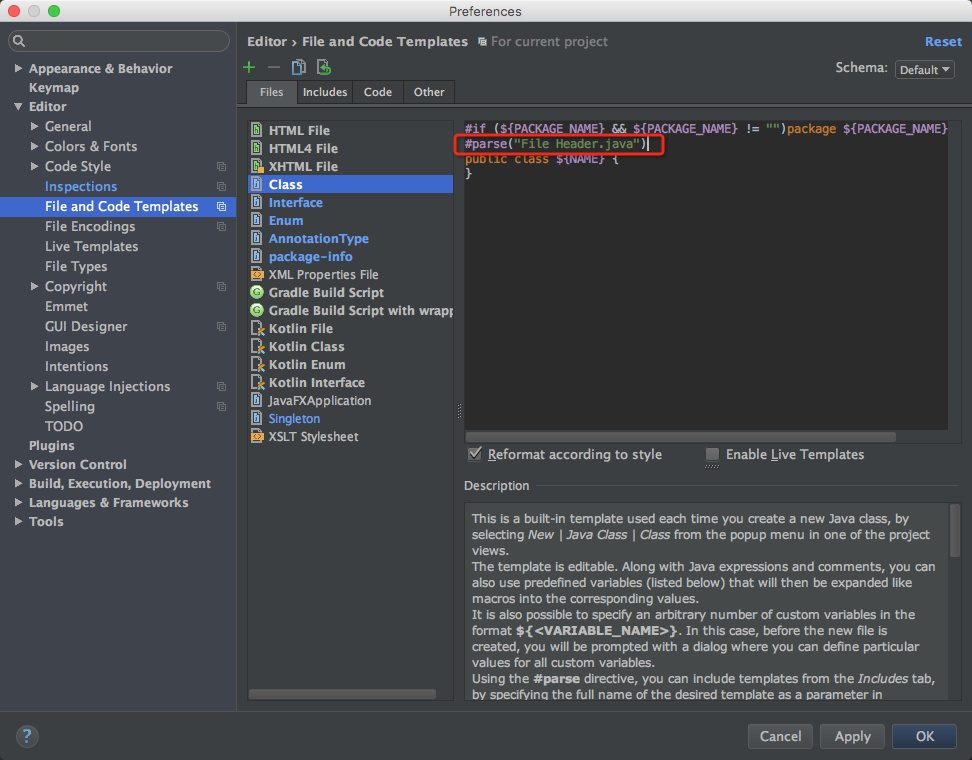 Preferences
Editor › File and Code Templates
For current project
Reset
Schema:
Default
Files
Includes
Code
Other
Appearance & Behavior
Keymap
Editor
General
Colors & Fonts
Code Style
Inspections
File and Code Templates
File Encodings
Live Templates
File Types
Copyright
Emmet
GUI Designer
Images
Intentions
Language Injections
Spelling
TODO
Plugins
Version Control
Build, Execution, Deployment
Languages & Frameworks
Tools
HTML File
HTML4 File
XHTML File
Class
Interface
Enum
AnnotationType
package-info
XML Properties File
Gradle Build Script
Gradle Build Script with wrapp
Kotlin File
Kotlin Class
Kotlin Enum
Kotlin Interface
JavaFXApplication
Singleton
XSLT Stylesheet
#if (${PACKAGE_NAME} && ${PACKAGE_NAME} != "")package ${PACKAGE_NAME}
#parse("File Header.java")
public class ${NAME} {
}
Reformat according to style
Enable Live Templates
Description
This is a built-in template used each time you create a new Java class, by
selecting New | Java Class | Class from the popup menu in one of the project
views.
The template is editable. Along with Java expressions and comments, you can
also use predefined variables (listed below) that will then be expanded like
macros into the corresponding values.
It is also possible to specify an arbitrary number of custom variables in the
format ${<VARIABLE_NAME>}. In this case, before the new file is
created, you will be prompted with a dialog where you can define particular
values for all custom variables.
Using the #parse directive, you can include templates from the Includes tab,
by specifying the full name of the desired template as a parameter in
?
Cancel
Apply
OK